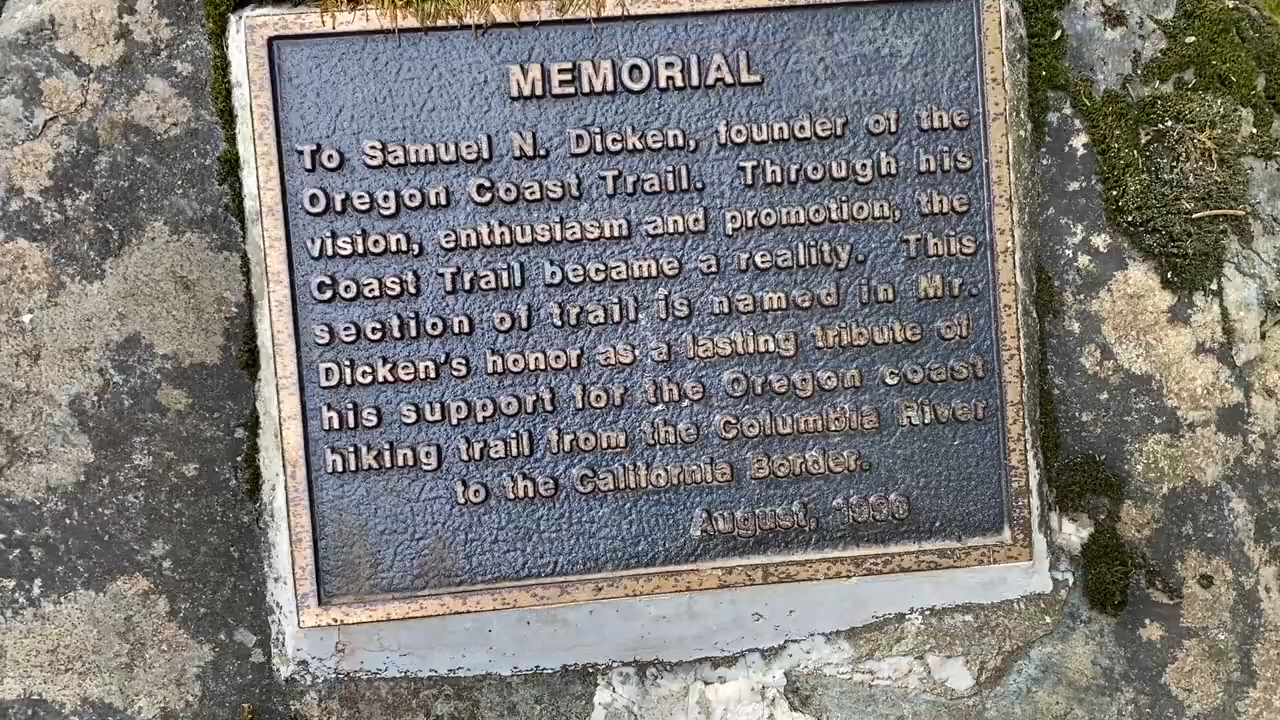 MEMORIAL
To Samuel N. Dicken, founder of the
Oregon Coast Trail. Through his
vision, enthusiasm and promotion, the
Coast Trail became a reality. This
section of trail is named in Mr.
Dicken's honor as a lasting tribute of
his support for the Oregon coast
hiking trail from the Columbia River
to the California Border.
August,